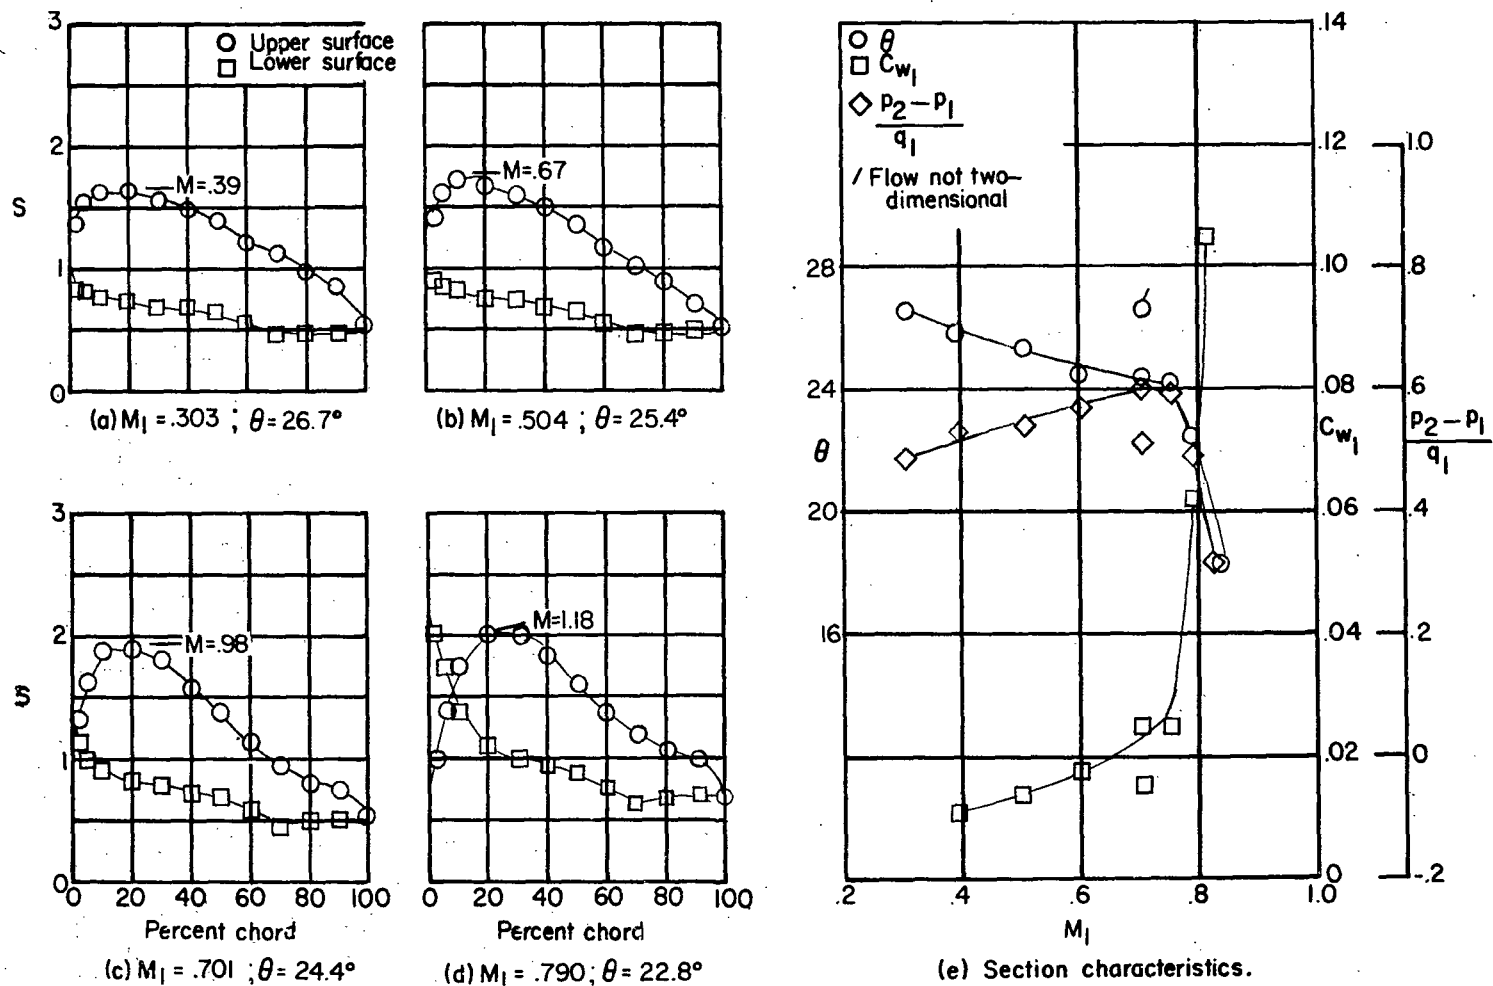 3
2
S
1
0
○ Upper surface
□ Lower surface
M=.39
(a) M₁ = .303 ; θ = 26.7°
M=.67
(b) M₁ = .504 ; θ = 25.4°
3
2
S
1
0
M=.98
0 20 40 60 80 100
Percent chord
(c) M₁ = .701 ; θ = 24.4°
M=1.18
0 20 40 60 80 100
Percent chord
(d) M₁ = .790 ; θ = 22.8°
○ θ
□ Cw₁
◇ p₂ – p₁
q₁
/ Flow not two-
dimensional
28
24
θ
20
16
.2 .4 .6 .8 1.0
M₁
.14
.12
.10
.08
Cw₁
.06
.04
.02
0
1.0
.8
.6
p₂ – p₁
q₁
.4
.2
0
-.2
(e) Section characteristics.